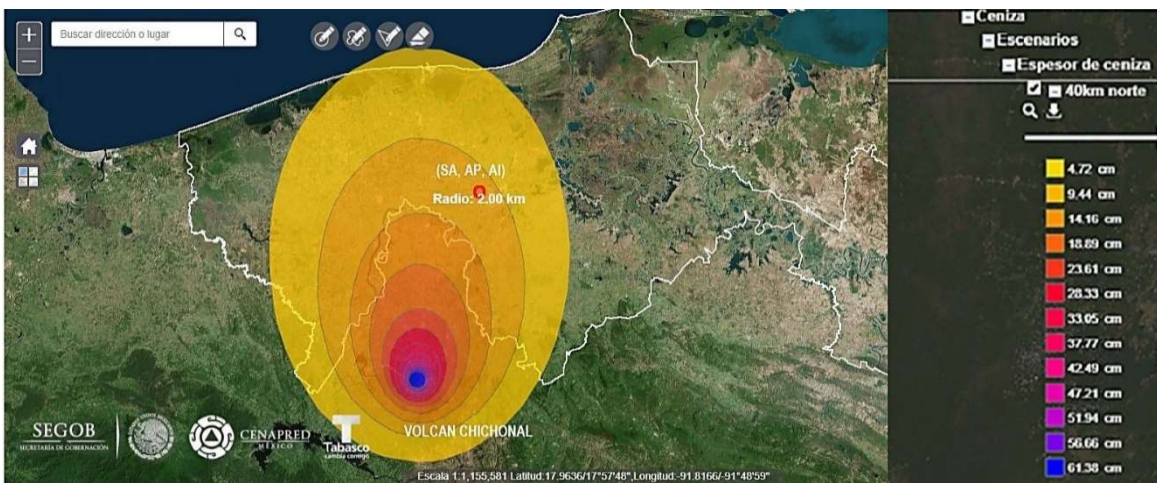 Buscar dirección o lugar
(SA, AP, AI)
Radio: 2.00 km
VOLCAN CHICHONAL
SEGOB
SECRETARÍA DE GOBERNACIÓN
CENAPRED
MÉXICO
Tabasco
cambia contigo
Escala 1:1,155,581 Latitud:17.9636/17°57'48",Longitud:-91.8166/-91°48'59"
Ceniza
Escenarios
Espesor de ceniza
40km norte
4.72 cm
9.44 cm
14.16 cm
18.89 cm
23.61 cm
28.33 cm
33.05 cm
37.77 cm
42.49 cm
47.21 cm
51.94 cm
56.66 cm
61.38 cm